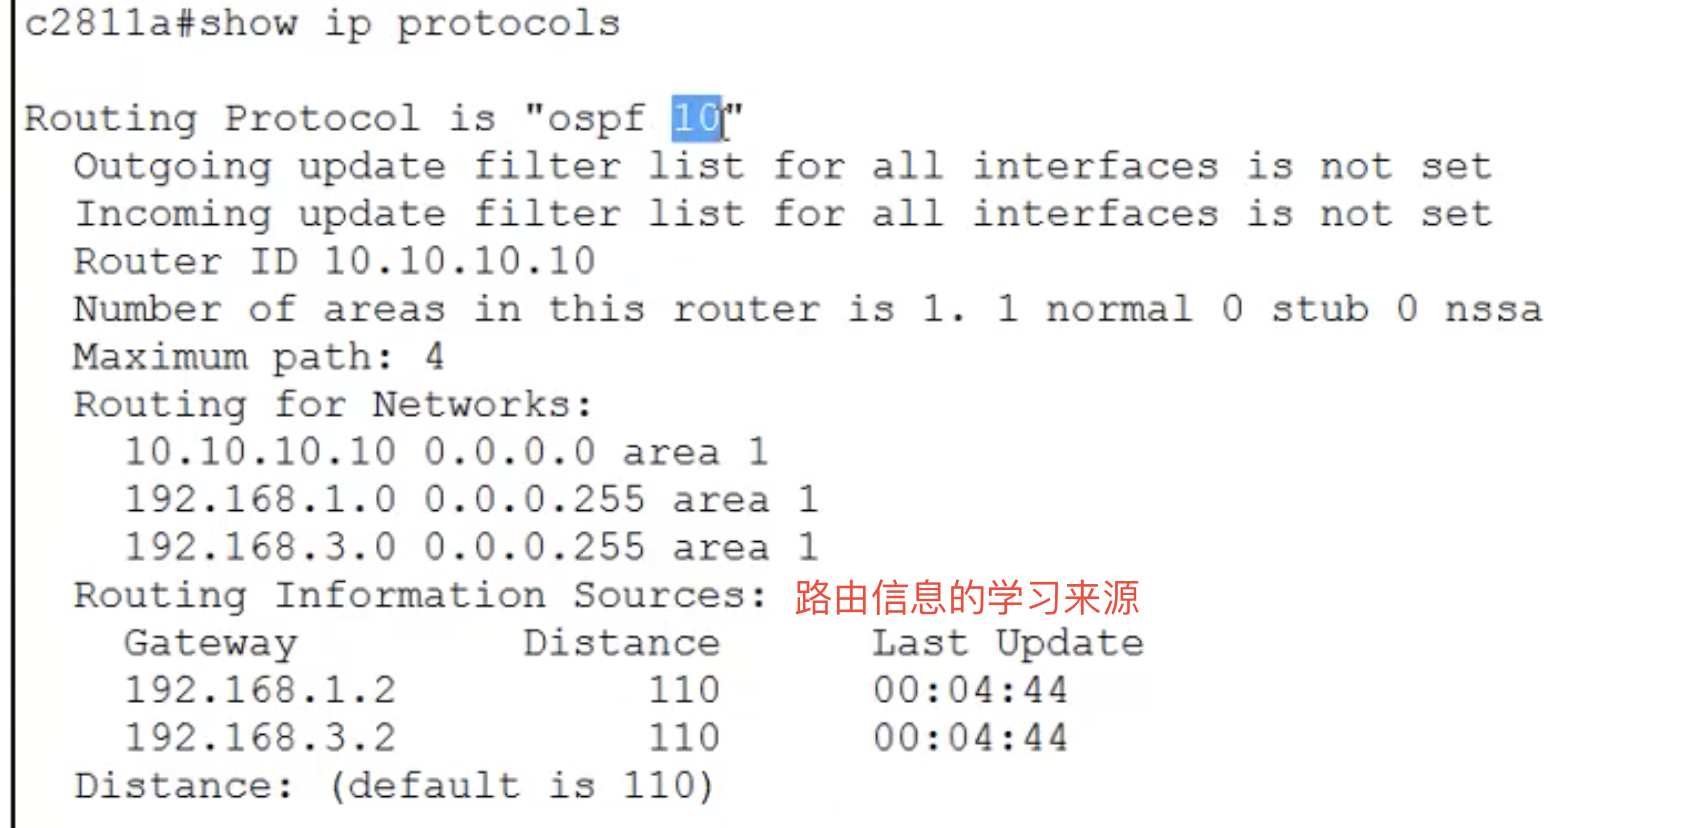 c2811a#show ip protocols
Routing Protocol is "ospf 10"
Outgoing update filter list for all interfaces is not set
Incoming update filter list for all interfaces is not set
Router ID 10.10.10.10
Number of areas in this router is 1. 1 normal 0 stub 0 nssa
Maximum path: 4
Routing for Networks:
10.10.10.10 0.0.0.0 area 1
192.168.1.0 0.0.0.255 area 1
192.168.3.0 0.0.0.255 area 1
Routing Information Sources: 路由信息的学习来源
Gateway Distance Last Update
192.168.1.2 110 00:04:44
192.168.3.2 110 00:04:44
Distance: (default is 110)